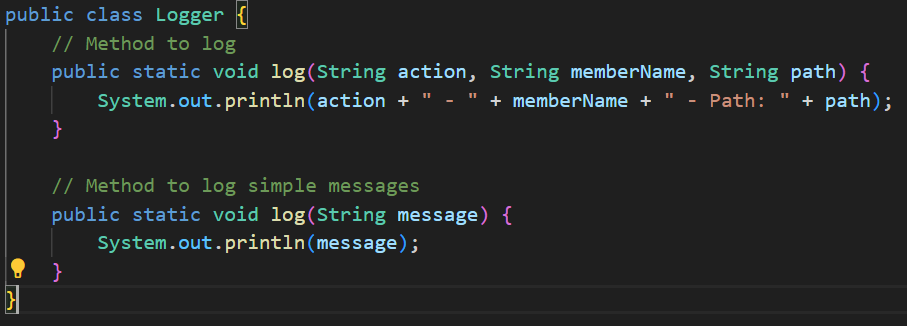 public class Logger {
    // Method to log
    public static void log(String action, String memberName, String path) {
        System.out.println(action + " - " + memberName + " - Path: " + path);
    }

    // Method to log simple messages
    public static void log(String message) {
        System.out.println(message);
    }
}